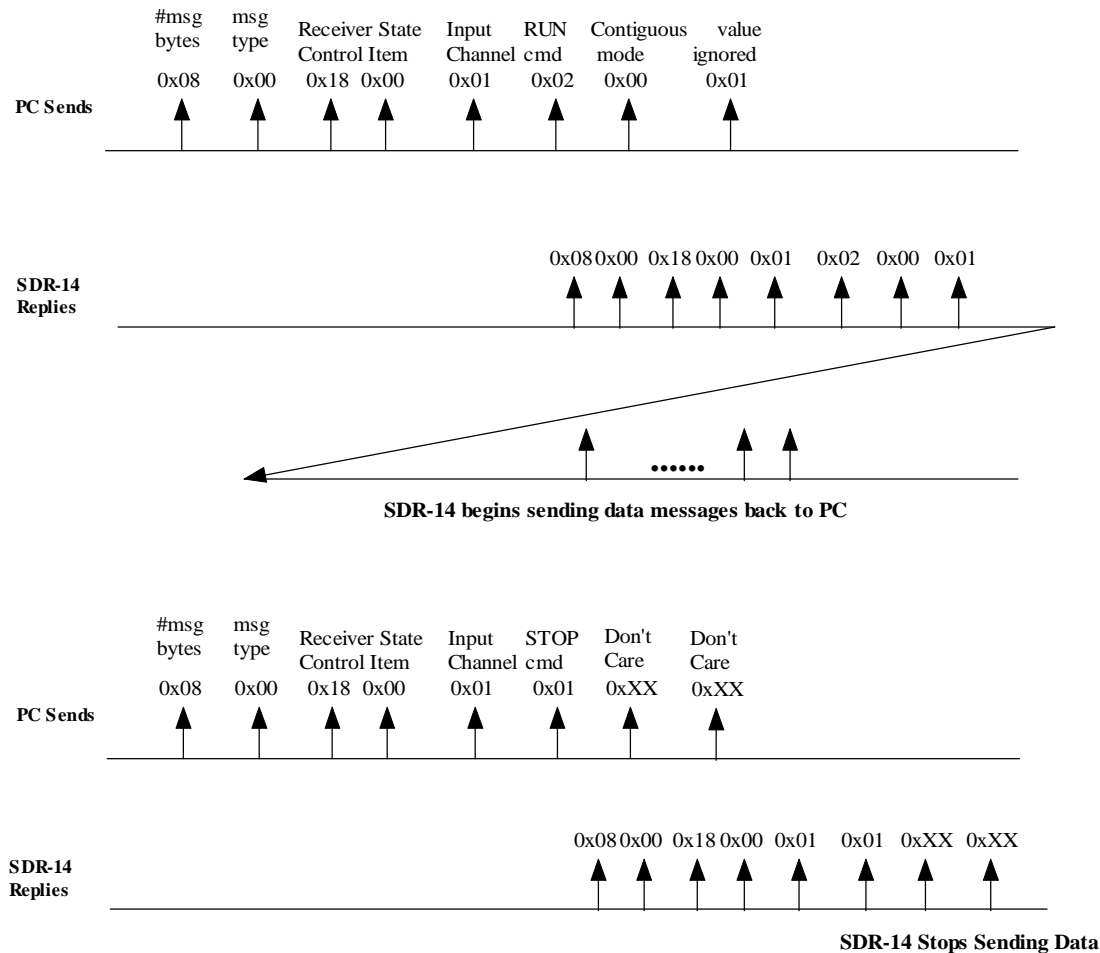 #msg msg Receiver State Input RUN Contiguous value
bytes type Control Item Channel cmd mode ignored
0x08 0x00 0x18 0x00 0x01 0x02 0x00 0x01
PC Sends
0x08 0x00 0x18 0x00 0x01 0x02 0x00 0x01
SDR-14
Replies
SDR-14 begins sending data messages back to PC
#msg msg Receiver State Input STOP Don't Don't
bytes type Control Item Channel cmd Care Care
0x08 0x00 0x18 0x00 0x01 0x01 0xXX 0xXX
PC Sends
0x08 0x00 0x18 0x00 0x01 0x01 0xXX 0xXX
SDR-14
Replies
SDR-14 Stops Sending Data